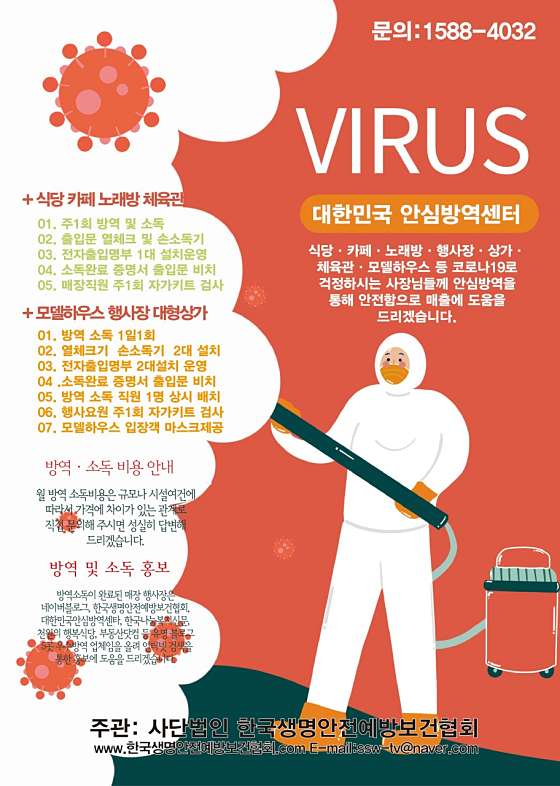 문의:1588-4032
VIRUS
대한민국 안심방역센터
식당 · 카페 · 노래방 · 행사장 · 상가 ·
체육관 · 모델하우스 등 코로나19로
걱정하시는 사장님들께 안심방역을
통해 안전함으로 매출에 도움을
드리겠습니다.
+ 식당 카페 노래방 체육관
01. 주1회 방역 및 소독
02. 출입문 열체크 및 손소독기
03. 전자출입명부 1대 설치운영
04. 소독완료 증명서 출입문 비치
05. 매장직원 주1회 자가키트 검사
+ 모델하우스 행사장 대형상가
01. 방역 소독 1일1회
02. 열체크기 손소독기 2대 설치
03. 전자출입명부 2대설치 운영
04 .소독완료 증명서 출입문 비치
05. 방역 소독 직원 1명 상시 배치
06. 행사요원 주1회 자가키트 검사
07. 모델하우스 입장객 마스크제공
방역 · 소독 비용 안내
월 방역 소독비용은 규모나 시설여건에
따라서 가격에 차이가 있는 관계로
직접 문의해 주시면 성실히 답변해
드리겠습니다.
방역 및 소독 홍보
방역소독이 완료된 매장 행사장은
네이버블로그, 한국생명안전예방보건협회,
대한민국안심방역센터, 한국나눔복지신문,
천원의 행복식당, 부동산닷컴 등 유명 블로그
우수 방역 업체임을 올려 인터넷 검색을
통한 홍보에 도움을 드리겠습니다.
주관: 사단법인 한국생명안전예방보건협회
www.한국생명안전예방보건협회.com E-mail:ssw-tv@naver.com